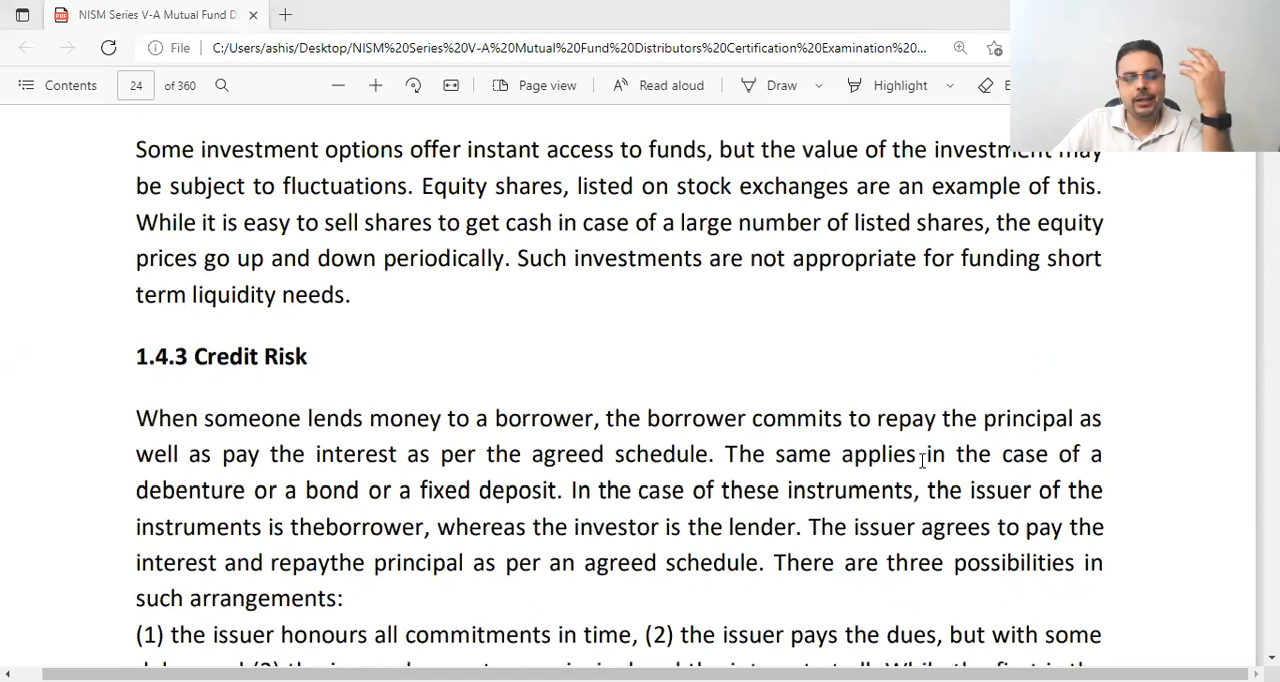 NISM Series V-A Mutual Fund D
File C:/Users/ashis/Desktop/NISM%20Series%20V-A%20Mutual%20Fund%20Distributors%20Certification%20Examination%20...
Contents 24 of 360 Page view Read aloud Draw Highlight
Some investment options offer instant access to funds, but the value of the investment may
be subject to fluctuations. Equity shares, listed on stock exchanges are an example of this.
While it is easy to sell shares to get cash in case of a large number of listed shares, the equity
prices go up and down periodically. Such investments are not appropriate for funding short
term liquidity needs.
1.4.3 Credit Risk
When someone lends money to a borrower, the borrower commits to repay the principal as
well as pay the interest as per the agreed schedule. The same applies in the case of a
debenture or a bond or a fixed deposit. In the case of these instruments, the issuer of the
instruments is theborrower, whereas the investor is the lender. The issuer agrees to pay the
interest and repaythe principal as per an agreed schedule. There are three possibilities in
such arrangements:
(1) the issuer honours all commitments in time, (2) the issuer pays the dues, but with some